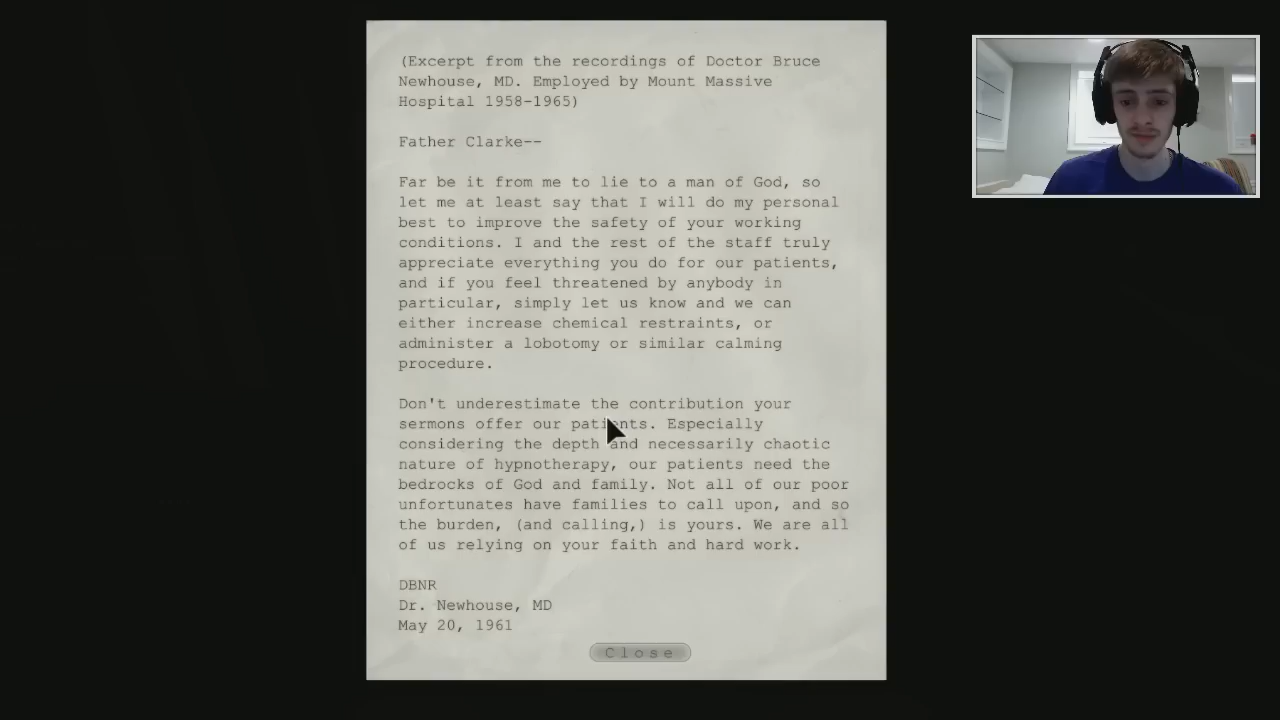 (Excerpt from the recordings of Doctor Bruce
Newhouse, MD. Employed by Mount Massive
Hospital 1958-1965)
Father Clarke--
Far be it from me to lie to a man of God, so
let me at least say that I will do my personal
best to improve the safety of your working
conditions. I and the rest of the staff truly
appreciate everything you do for our patients,
and if you feel threatened by anybody in
particular, simply let us know and we can
either increase chemical restraints, or
administer a lobotomy or similar calming
procedure.
Don't underestimate the contribution your
sermons offer our patients. Especially
considering the depth and necessarily chaotic
nature of hypnotherapy, our patients need the
bedrocks of God and family. Not all of our poor
unfortunates have families to call upon, and so
the burden, (and calling,) is yours. We are all
of us relying on your faith and hard work.
DBNR
Dr. Newhouse, MD
May 20, 1961
Close